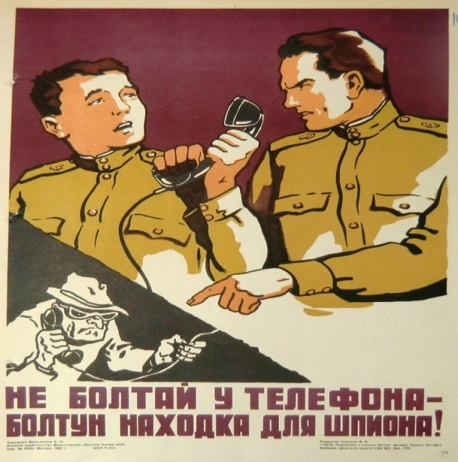 НЕ БОЛТАЙ У ТЕЛЕФОНА-
БОЛТУН НАХОДКА ДЛЯ ШПИОНА!